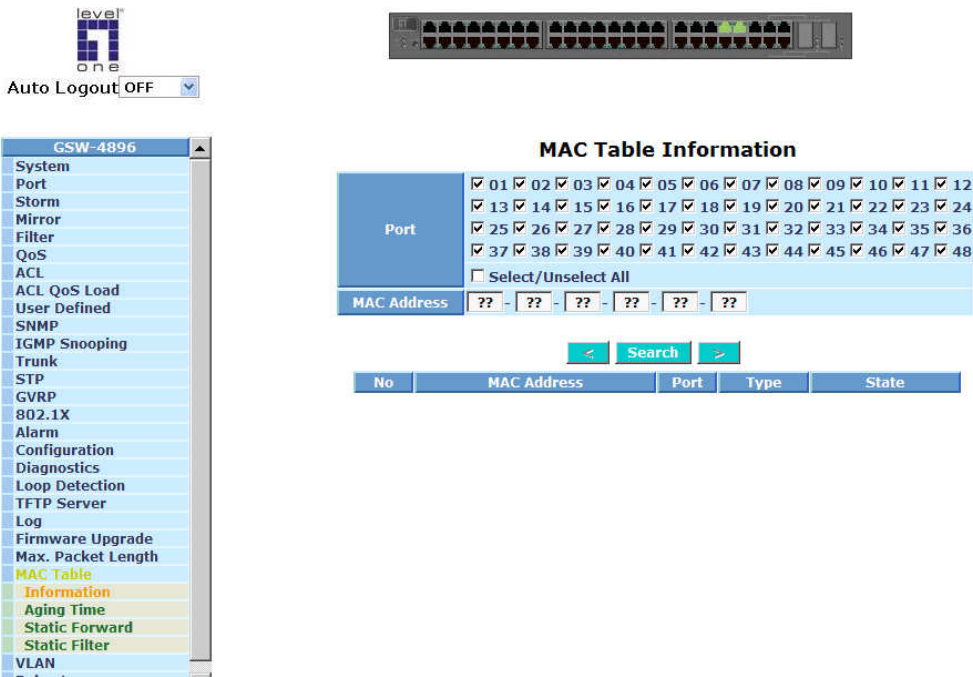 level
one
Auto Logout OFF
GSW-4896
System
Port
Storm
Mirror
Filter
QoS
ACL
ACL QoS Load
User Defined
SNMP
IGMP Snooping
Trunk
STP
GVRP
802.1X
Alarm
Configuration
Diagnostics
Loop Detection
TFTP Server
Log
Firmware Upgrade
Max. Packet Length
MAC Table
Information
Aging Time
Static Forward
Static Filter
VLAN
MAC Table Information
Port
01 02 03 04 05 06 07 08 09 10 11 12
13 14 15 16 17 18 19 20 21 22 23 24
25 26 27 28 29 30 31 32 33 34 35 36
37 38 39 40 41 42 43 44 45 46 47 48
Select/Unselect All
MAC Address ?? - ?? - ?? - ?? - ?? - ??
< Search >
No MAC Address Port Type State